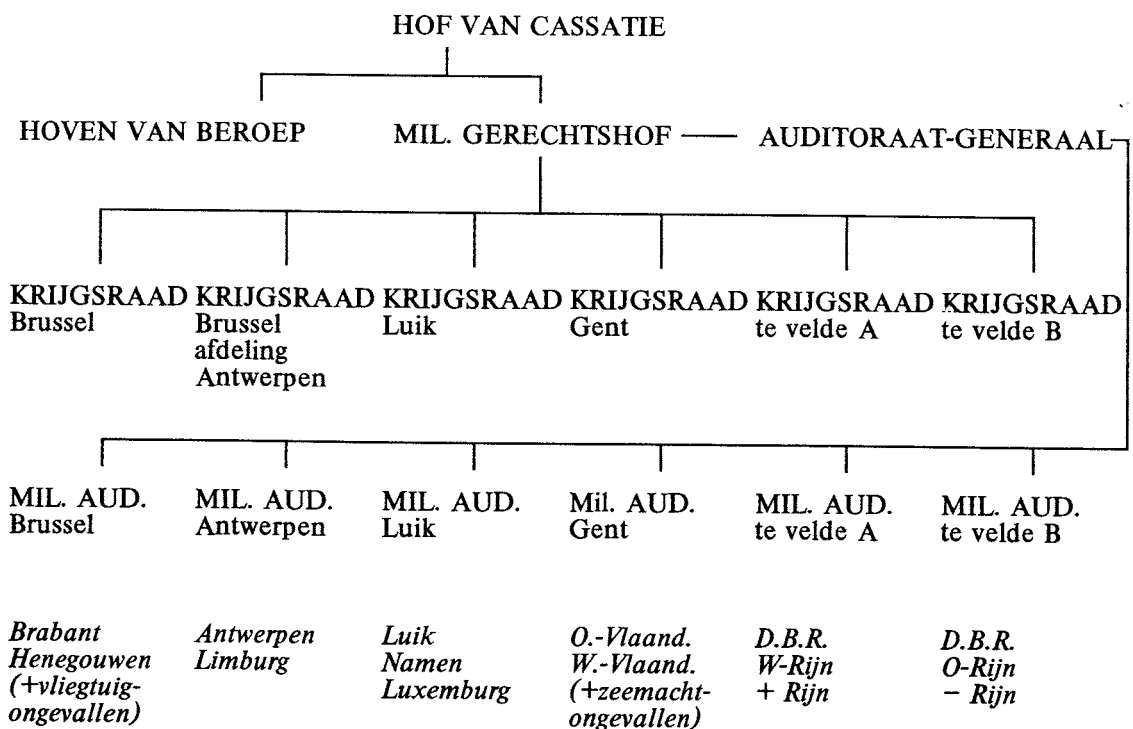 HOF VAN CASSATIE
HOVEN VAN BEROEP MIL. GERECHTSHOF AUDITORAAT-GENERAAL
KRIJGSRAAD KRIJGSRAAD KRIJGSRAAD KRIJGSRAAD KRIJGSRAAD KRIJGSRAAD
Brussel Brussel Luik Gent te velde A te velde B
afdeling
Antwerpen
MIL. AUD. MIL. AUD. MIL. AUD. Mil. AUD. MIL. AUD. MIL. AUD.
Brussel Antwerpen Luik Gent te velde A te velde B
Brabant Antwerpen Luik O.-Vlaand. D.B.R. D.B.R.
Henegouwen Limburg Namen W.-Vlaand. W-Rijn O-Rijn
(+vliegtuig- Luxemburg (+zeemacht- + Rijn − Rijn
ongevallen) ongevallen)